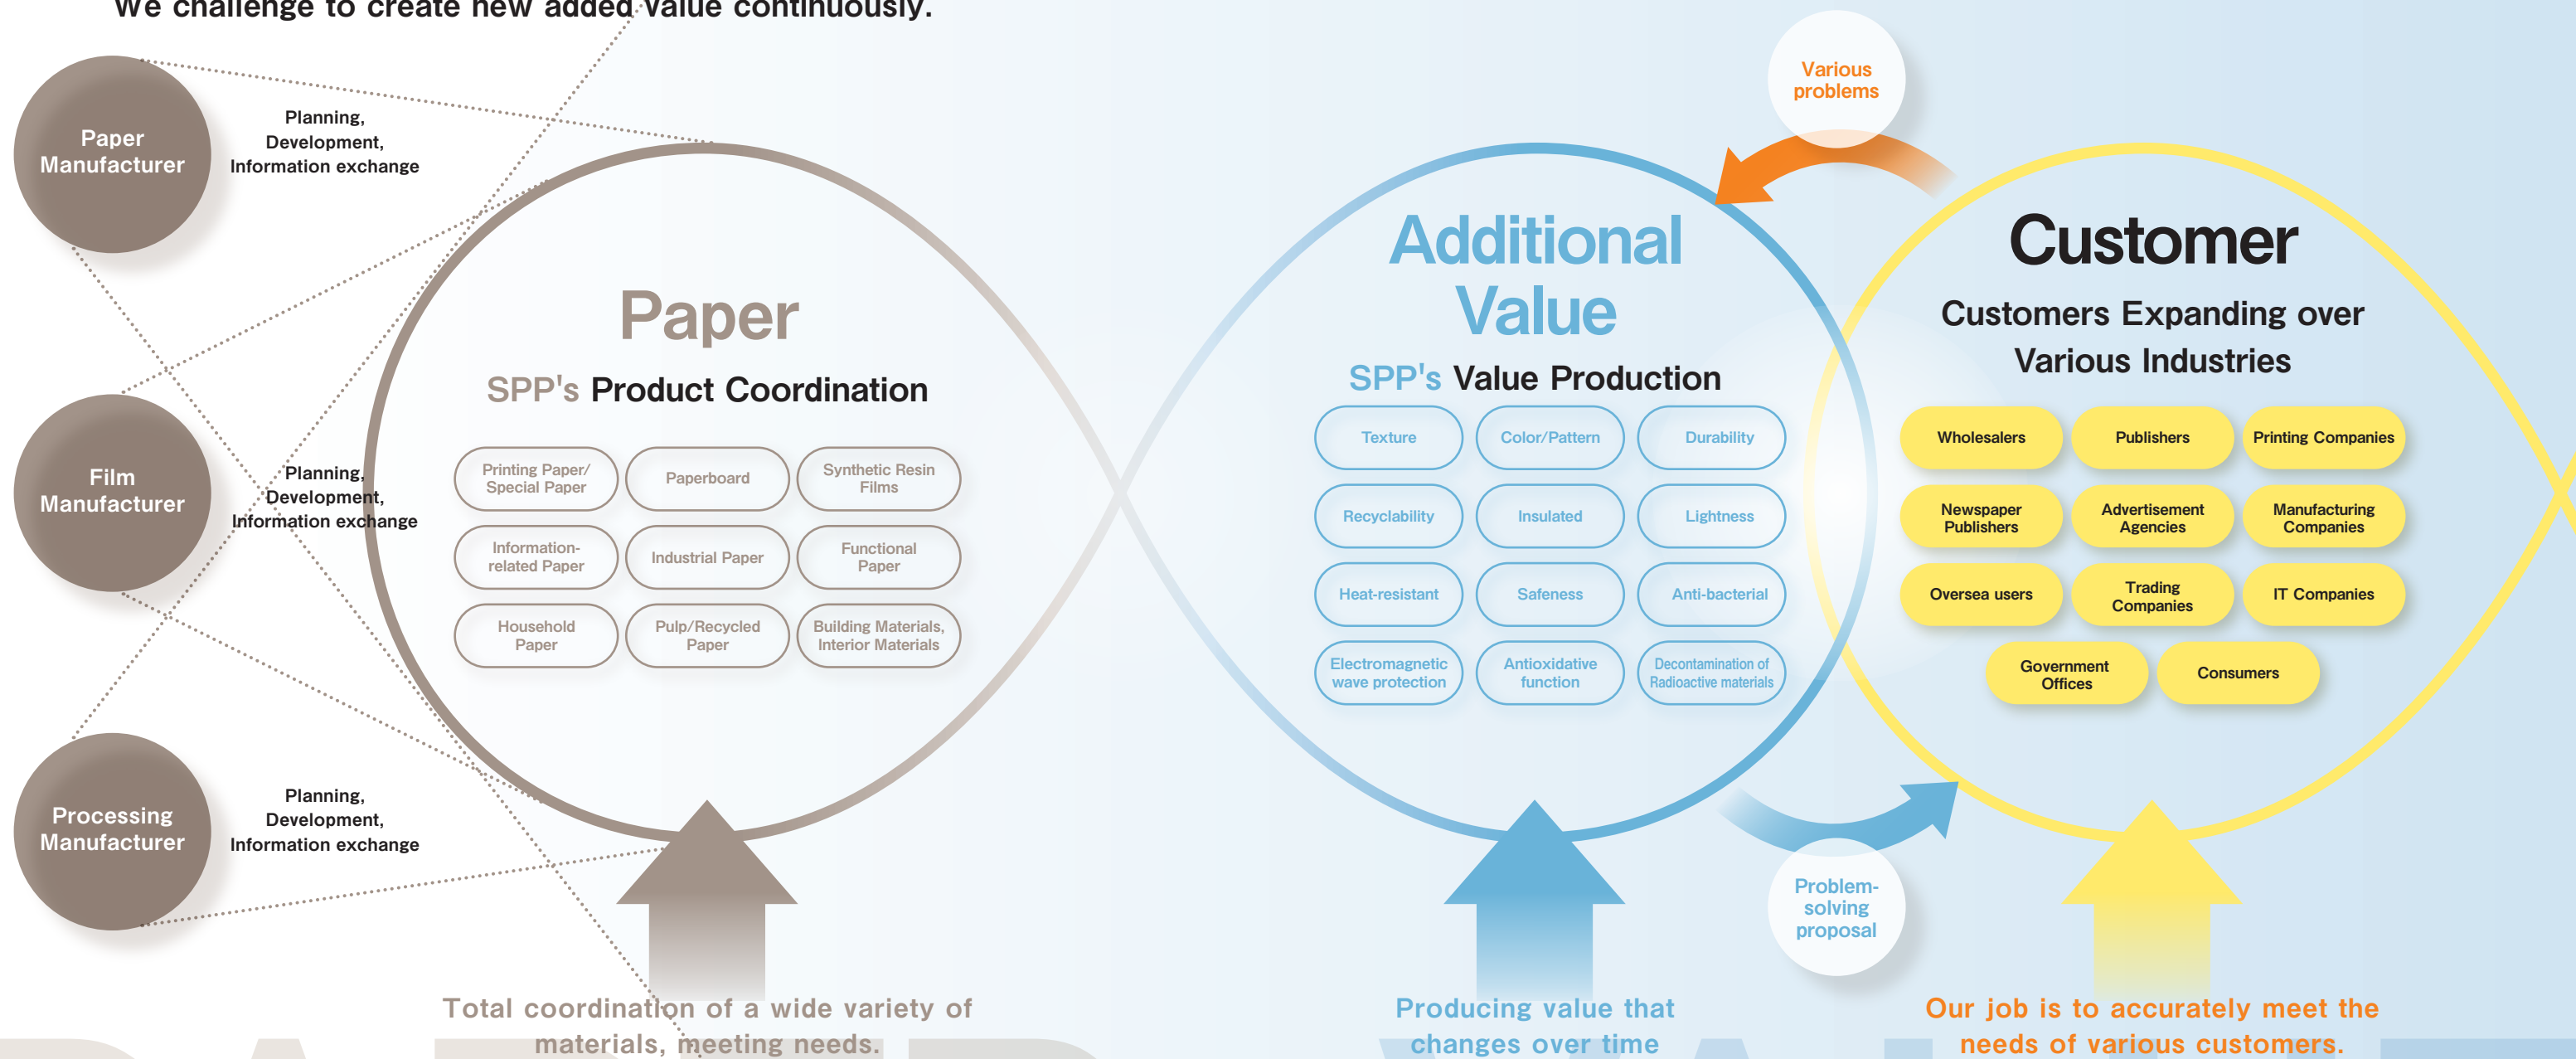 We challenge to create new added value continuously.
Paper
Manufacturer
Planning,
Development,
Information exchange
Film
Manufacturer
Planning,
Development,
Information exchange
Processing
Manufacturer
Planning,
Development,
Information exchange
Paper
SPP's Product Coordination
Printing Paper/
Special Paper
Paperboard
Synthetic Resin
Films
Information-
related Paper
Industrial Paper
Functional
Paper
Household
Paper
Pulp/Recycled
Paper
Building Materials,
Interior Materials
Total coordination of a wide variety of
materials, meeting needs.
Additional
Value
SPP's Value Production
Texture
Color/Pattern
Durability
Recyclability
Insulated
Lightness
Heat-resistant
Safeness
Anti-bacterial
Electromagnetic
wave protection
Antioxidative
function
Decontamination of
Radioactive materials
Producing value that
changes over time
Various
problems
Problem-
solving
proposal
Customer
Customers Expanding over
Various Industries
Wholesalers
Publishers
Printing Companies
Newspaper
Publishers
Advertisement
Agencies
Manufacturing
Companies
Oversea users
Trading
Companies
IT Companies
Government
Offices
Consumers
Our job is to accurately meet the
needs of various customers.